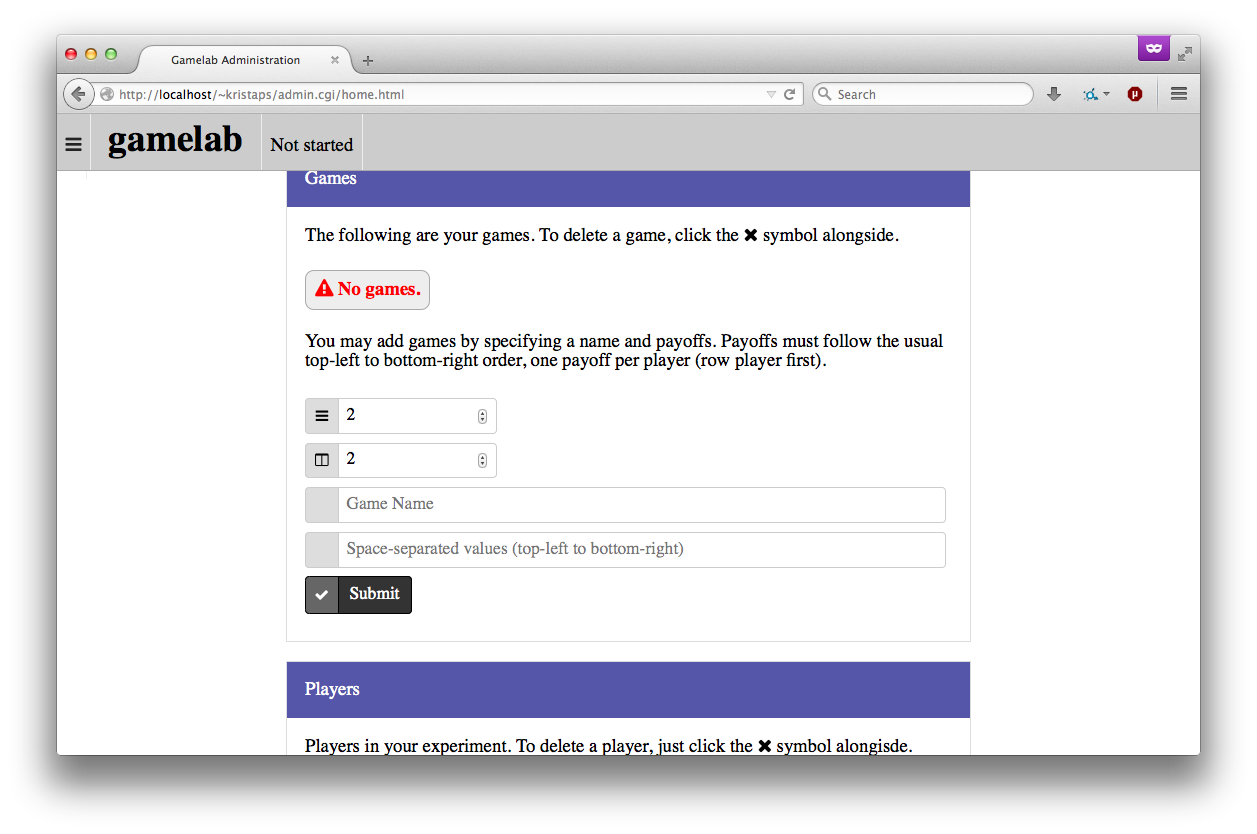 Gamelab Administration
http://localhost/~kristaps/admin.cgi/home.html
Search
gamelab
Not started
Games
The following are your games. To delete a game, click the ✖ symbol alongside.
No games.
You may add games by specifying a name and payoffs. Payoffs must follow the usual
top-left to bottom-right order, one payoff per player (row player first).
2
2
Game Name
Space-separated values (top-left to bottom-right)
Submit
Players
Players in your experiment. To delete a player, just click the ✖ symbol alongisde.